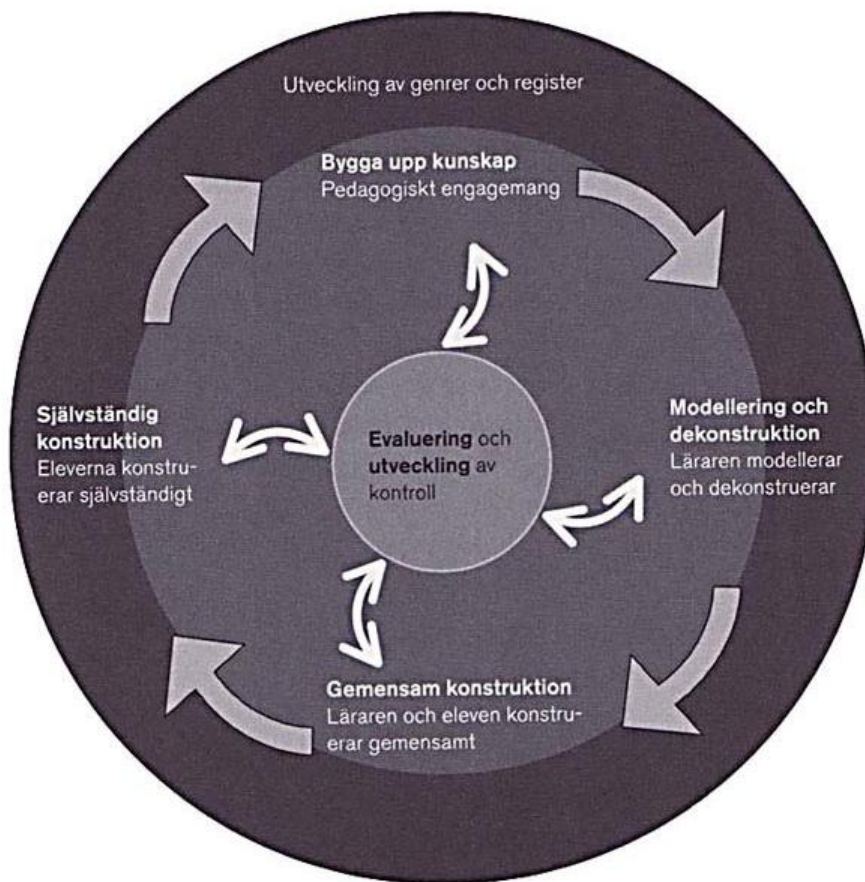 Utveckling av genrer och register
Bygga upp kunskap
Pedagogiskt engagemang
Modellering och
dekonstruktion
Läraren modellerar
och dekonstruerar
Gemensam konstruktion
Läraren och eleven konstru-
erar gemensamt
Självständig
konstruktion
Eleverna konstru-
erar självständigt
Evaluering och
utveckling av
kontroll